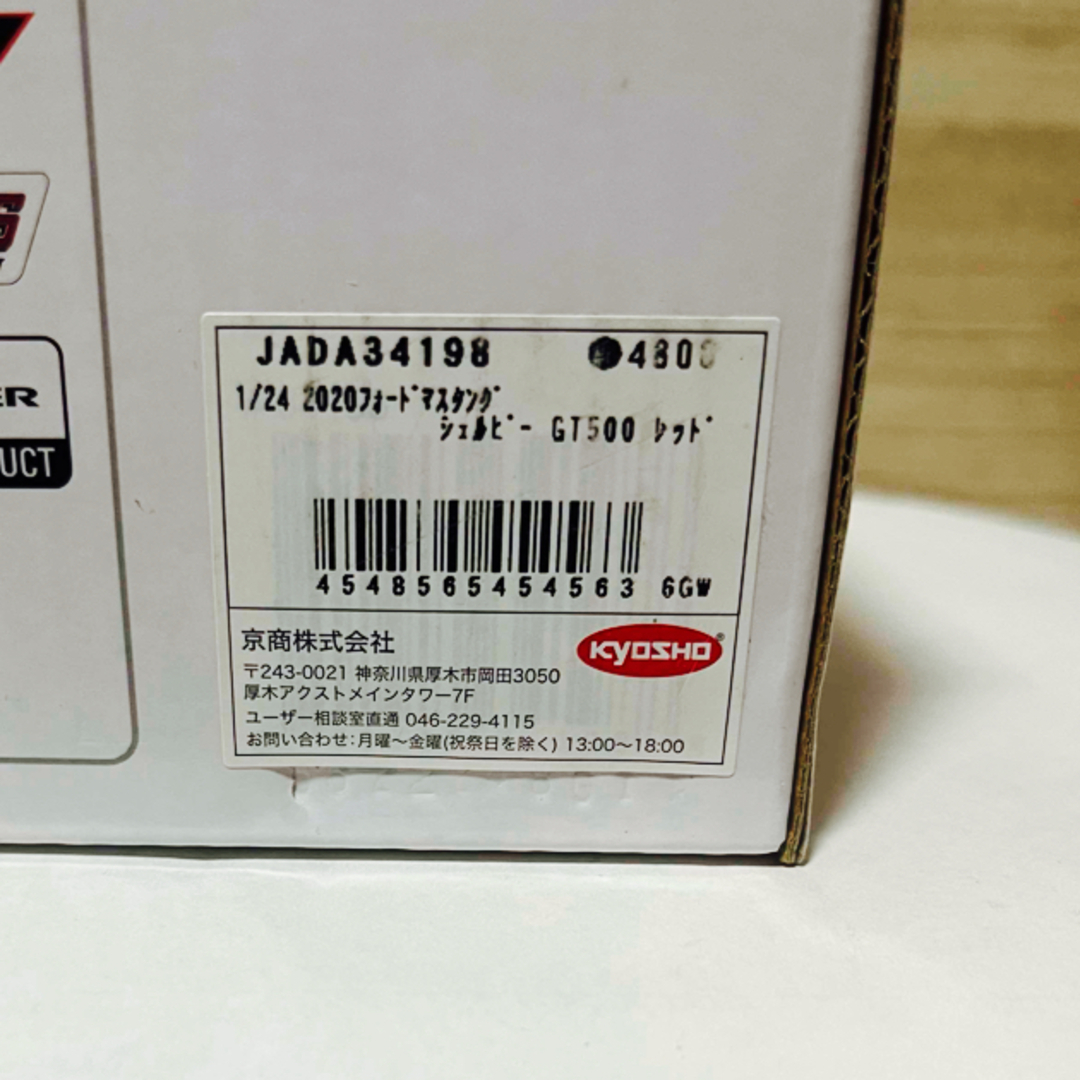 ER
UCT
JADA34198 4800
1/24 2020フォードマスタング
シェルビー GT500 レッド
4548565454563 6GW
京商株式会社
KYOSHO®
〒243-0021 神奈川県厚木市岡田3050
厚木アクストメインタワー7F
ユーザー相談室直通 046-229-4115
お問い合わせ:月曜〜金曜(祝祭日を除く) 13:00〜18:00